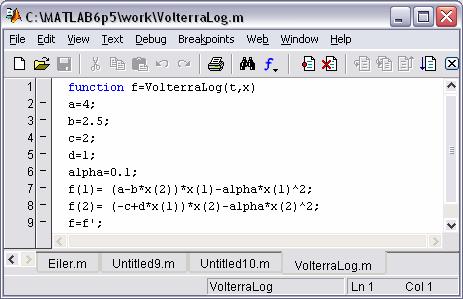 C:\MATLAB6p5\work\VolterraLog.m
File Edit View Text Debug Breakpoints Web Window Help
1 function f=VolterraLog(t,x)
2 - a=4;
3 - b=2.5;
4 - c=2;
5 - d=1;
6 - alpha=0.1;
7 - f(1)= (a-b*x(2))*x(1)-alpha*x(1)^2;
8 - f(2)= (-c+d*x(1))*x(2)-alpha*x(2)^2;
9 - f=f';
Eiler.m Untitled9.m Untitled10.m VolterraLog.m
VolterraLog Ln 1 Col 1